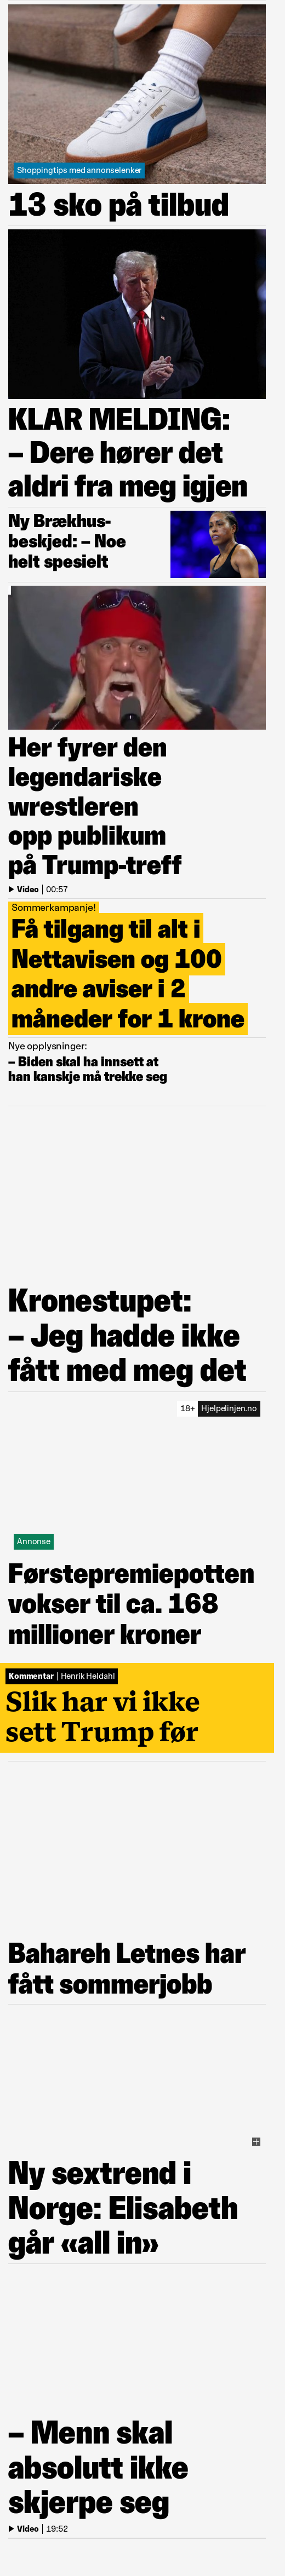 Shoppingtips med annonselenker
13 sko på tilbud
KLAR MELDING:
– Dere hører det
aldri fra meg igjen
Ny Brækhus-
beskjed: – Noe
helt spesielt
Her fyrer den
legendariske
wrestleren
opp publikum
på Trump-treff
Video | 00:57
Sommerkampanje!
Få tilgang til alt i
Nettavisen og 100
andre aviser i 2
måneder for 1 krone
Nye opplysninger:
– Biden skal ha innsett at
han kanskje må trekke seg
Kronestupet:
– Jeg hadde ikke
fått med meg det
18+ Hjelpelinjen.no
Annonse
Førstepremiepotten
vokser til ca. 168
millioner kroner
Kommentar | Henrik Heldahl
Slik har vi ikke
sett Trump før
Bahareh Letnes har
fått sommerjobb
Ny sextrend i
Norge: Elisabeth
går «all in»
– Menn skal
absolutt ikke
skjerpe seg
Video | 19:52